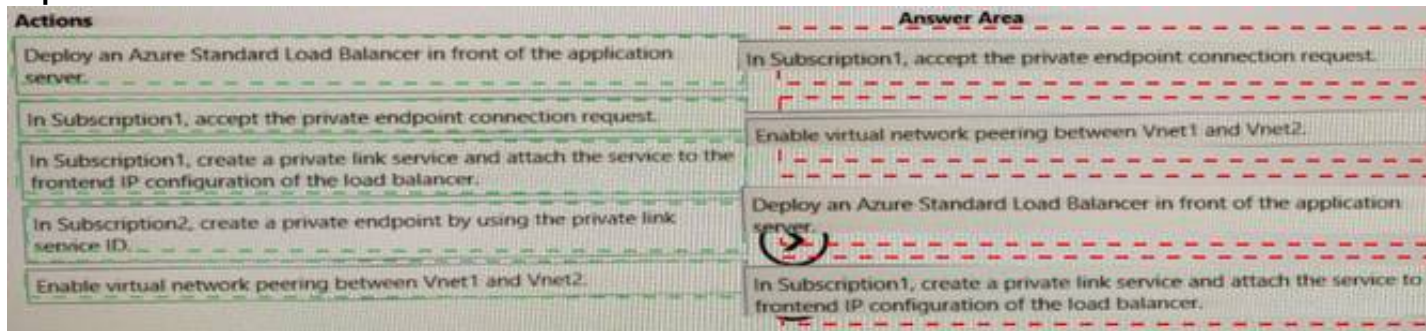 Actions
Deploy an Azure Standard Load Balancer in front of the application
server.
In Subscription1, accept the private endpoint connection request.
In Subscription1, create a private link service and attach the service to the
frontend IP configuration of the load balancer.
In Subscription2, create a private endpoint by using the private link
service ID.
Enable virtual network peering between Vnet1 and Vnet2.
Answer Area
In Subscription1, accept the private endpoint connection request.
Enable virtual network peering between Vnet1 and Vnet2.
Deploy an Azure Standard Load Balancer in front of the application
server.
In Subscription1, create a private link service and attach the service to
frontend IP configuration of the load balancer.